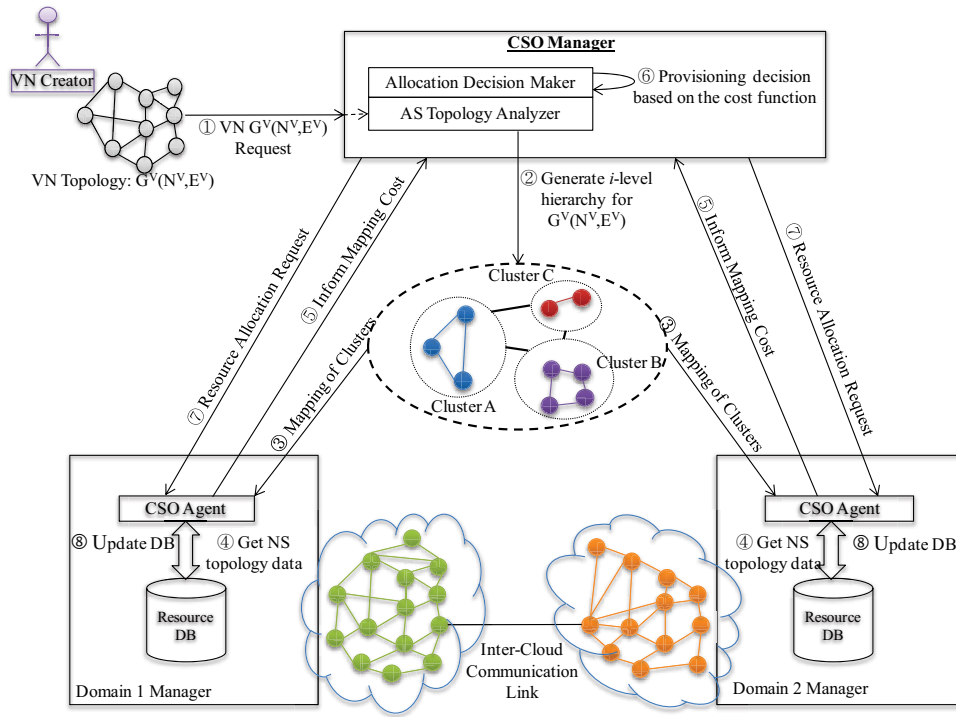 CSO Manager
VN Creator
Allocation Decision Maker
AS Topology Analyzer
⑥ Provisioning decision
based on the cost function
① VN G^V(N^V,E^V)
Request
VN Topology: G^V(N^V,E^V)
② Generate i-level
hierarchy for
G^V(N^V,E^V)
⑦ Resource Allocation Request
⑤ Inform Mapping Cost
③ Mapping of Clusters
Cluster C
Cluster B
Cluster A
③ Mapping of Clusters
⑤ Inform Mapping Cost
⑦ Resource Allocation Request
CSO Agent
⑧ Update DB
④ Get NS
topology data
Resource
DB
Domain 1 Manager
Inter-Cloud
Communication
Link
CSO Agent
④ Get NS
topology data
⑧ Update DB
Resource
DB
Domain 2 Manager